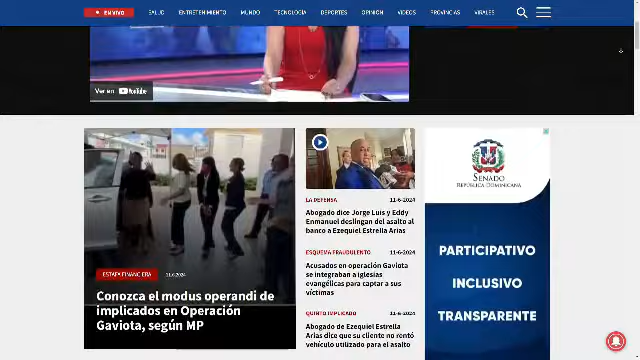 EN VIVO
SALUD
ENTRETENIMIENTO
MUNDO
TECNOLOGÍA
DEPORTES
OPINIÓN
VIDEOS
PROVINCIAS
VIRALES
Ver en YouTube
ESTAFA FINANCIERA
11-6-2024
Conozca el modus operandi de
implicados en Operación
Gaviota, según MP
LA DEFENSA
11-6-2024
Abogado dice Jorge Luis y Eddy
Enmanuel desligan del asalto al
banco a Ezequiel Estrella Arias
ESQUEMA FRAUDULENTO
11-6-2024
Acusados en operación Gaviota
se integraban a iglesias
evangélicas para captar a sus
víctimas
QUINTO IMPLICADO
11-6-2024
Abogado de Ezequiel Estrella
Arias dice que su cliente no rentó
vehículo utilizado para el asalto
SENADO
REPÚBLICA DOMINICANA
PARTICIPATIVO
INCLUSIVO
TRANSPARENTE